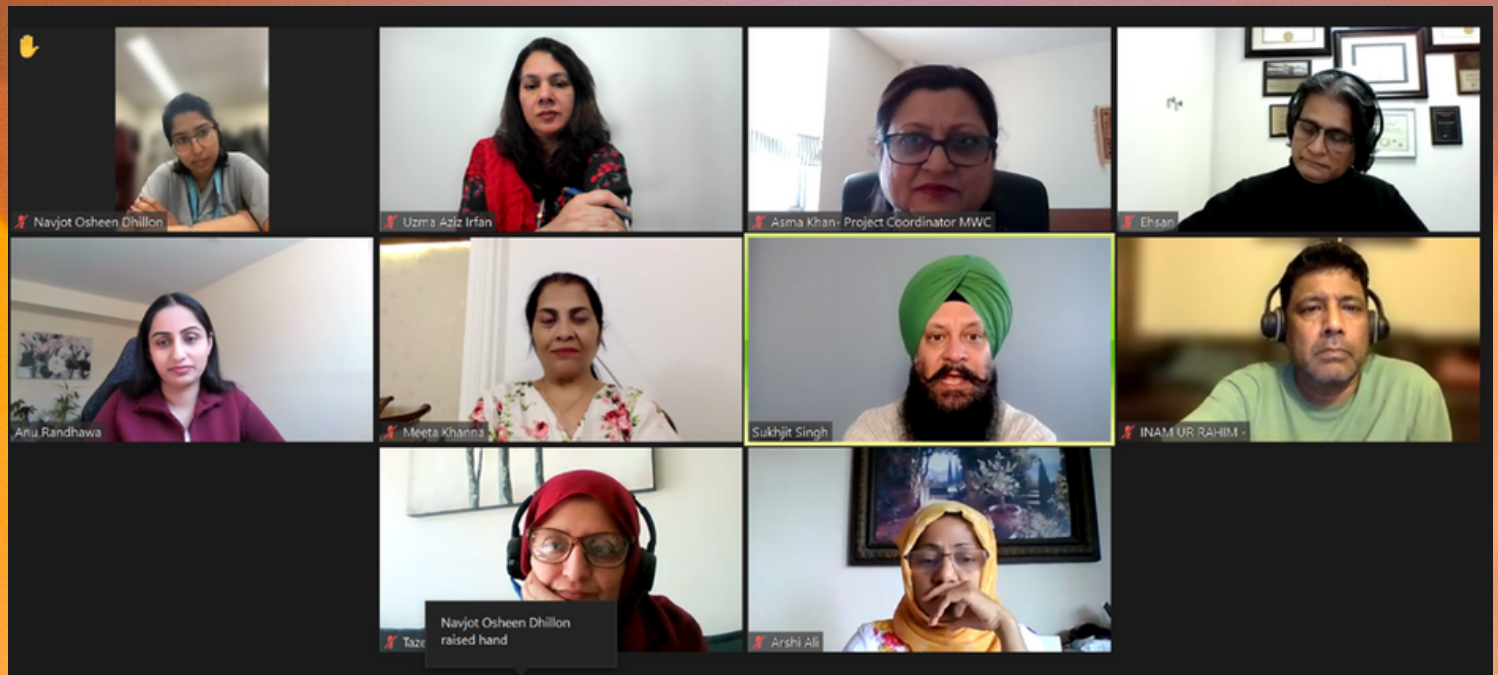 Navjot Osheen Dhillon
Uzma Aziz Irfan
Asma Khan- Project Coordinator MWC
Ehsan
Anu Randhawa
Meeta Khanna
Sukhjit Singh
INAM UR RAHIM -
Taze
Navjot Osheen Dhillon
raised hand
Arshi Ali